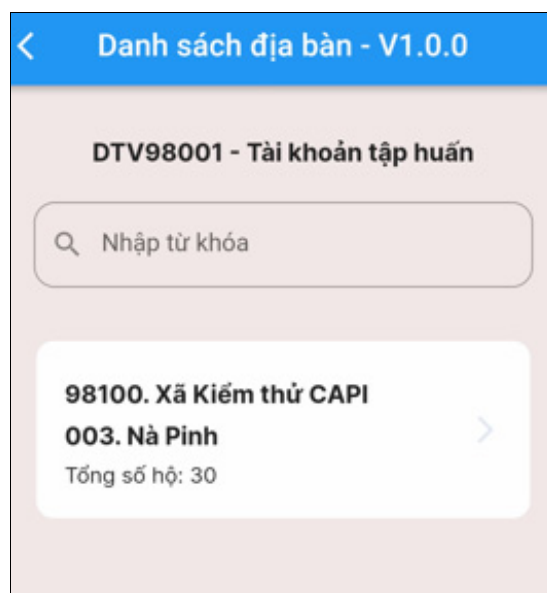 Danh sách địa bàn - V1.0.0
DTV98001 - Tài khoản tập huấn
Nhập từ khóa
98100. Xã Kiểm thử CAPI
003. Nà Pinh
Tổng số hộ: 30